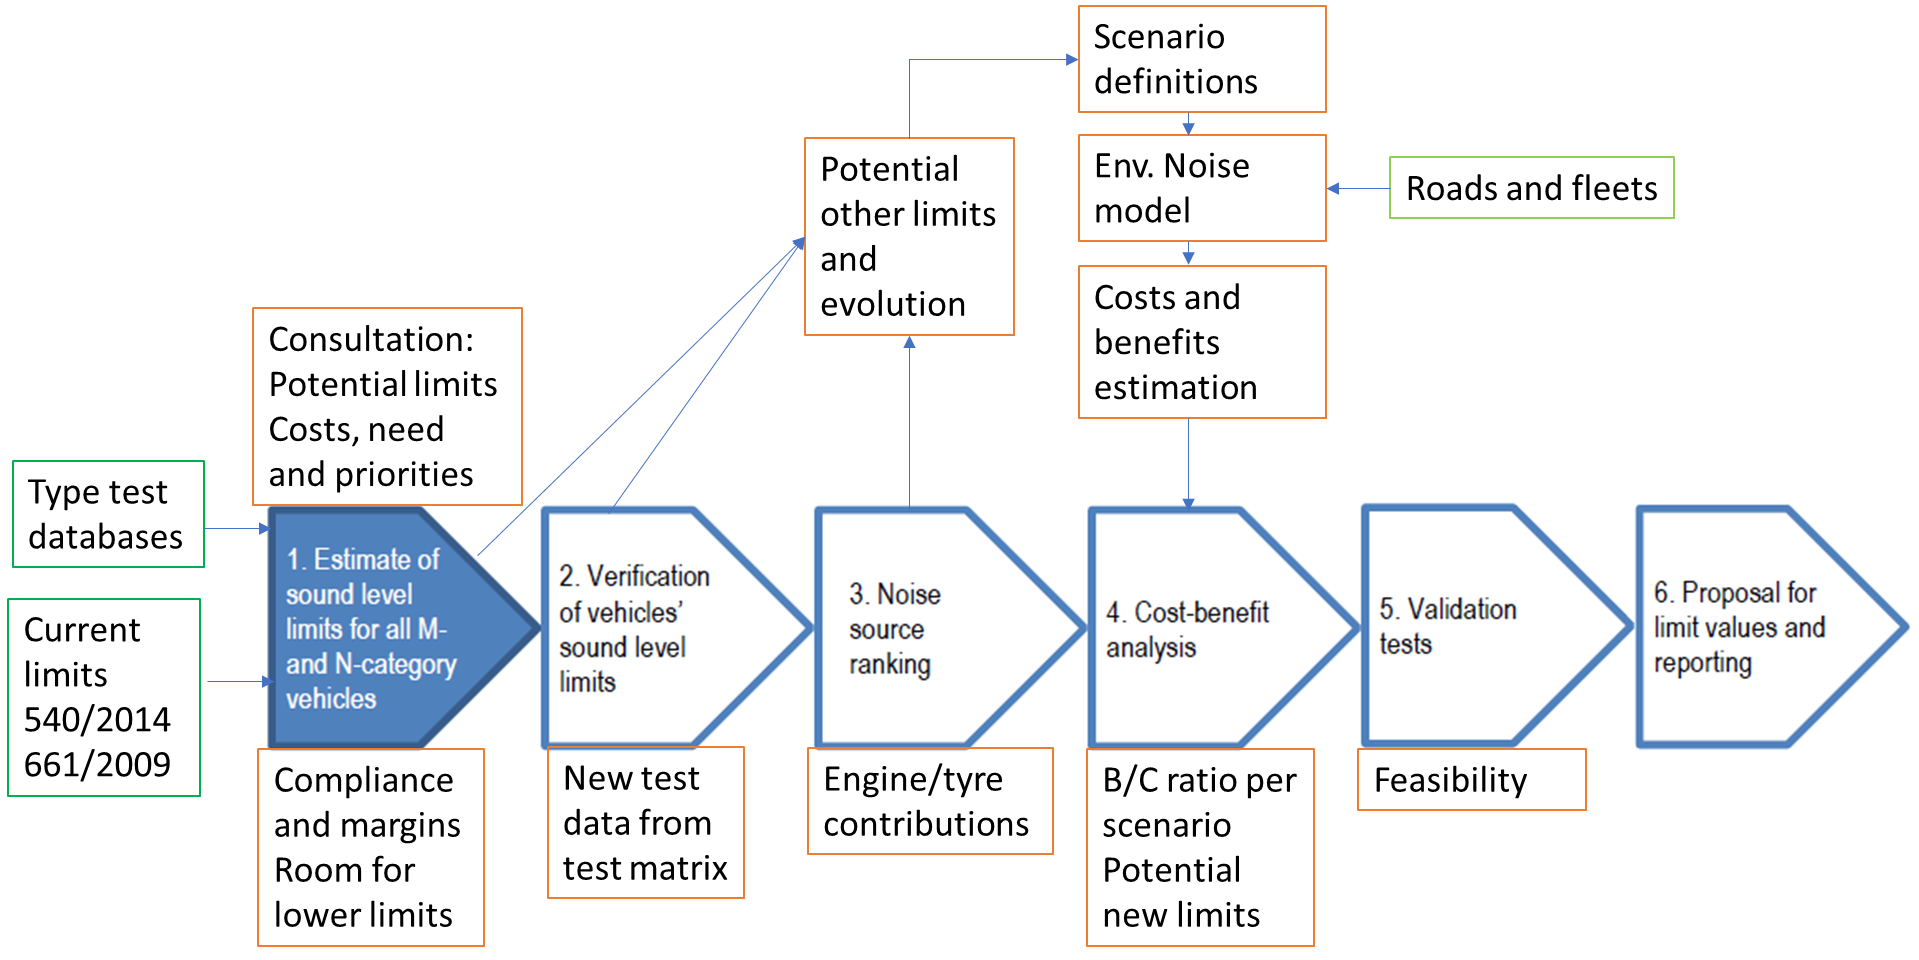 Scenario
definitions
Potential
other limits
and
evolution
Env. Noise
model
Roads and fleets
Costs and
benefits
estimation
Consultation:
Potential limits
Costs, need
and priorities
Type test
databases
Current
limits
540/2014
661/2009
1. Estimate of
sound level
limits for all M-
and N-category
vehicles
2. Verification
of vehicles’
sound level
limits
3. Noise
source
ranking
4. Cost-benefit
analysis
5. Validation
tests
6. Proposal for
limit values and
reporting
Compliance
and margins
Room for
lower limits
New test
data from
test matrix
Engine/tyre
contributions
B/C ratio per
scenario
Potential
new limits
Feasibility